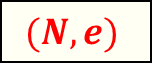 (N, e)